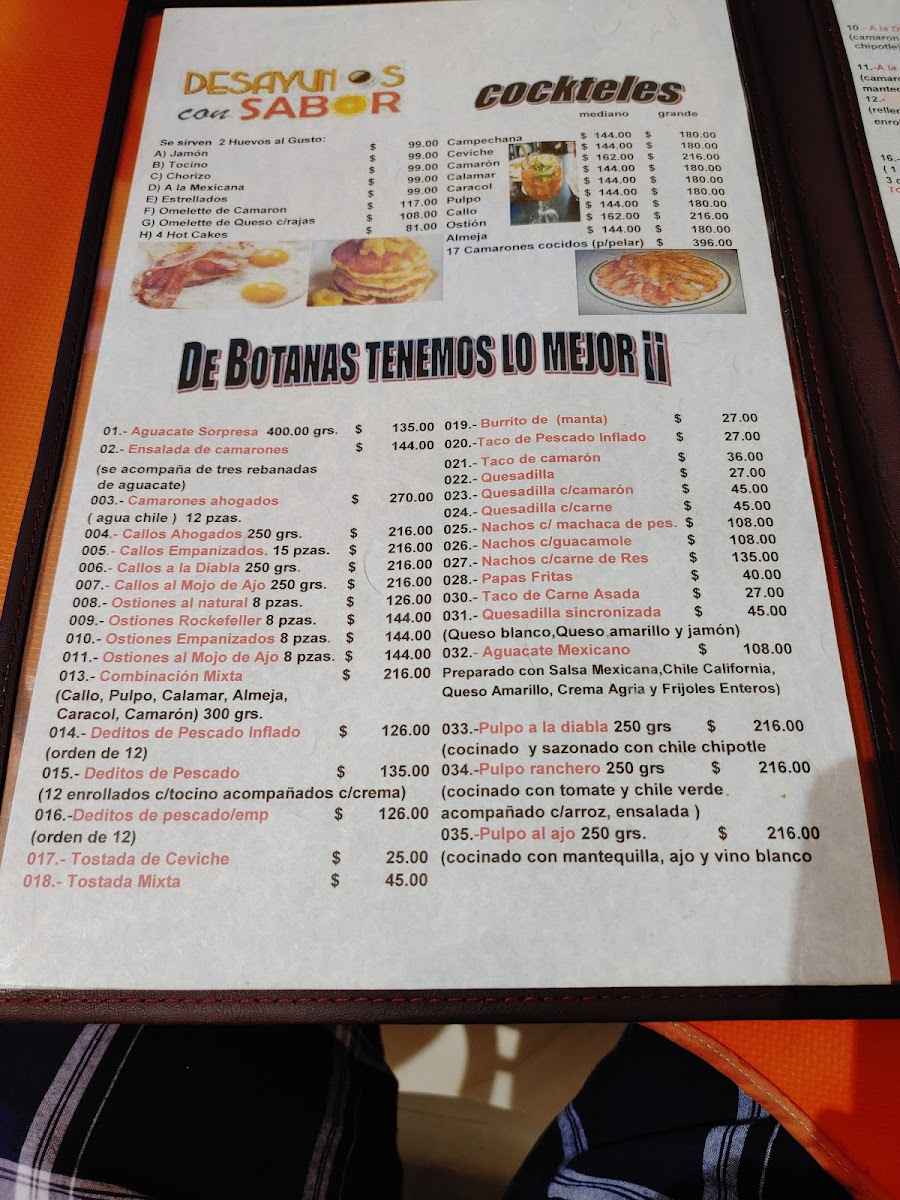 DESAYUNOS
con SABOR
Se sirven 2 Huevos al Gusto:
A) Jamón $ 99.00
B) Tocino $ 99.00
C) Chorizo $ 99.00
D) A la Mexicana $ 99.00
E) Estrellados $ 99.00
F) Omelette de Camaron $ 117.00
G) Omelette de Queso c/rajas $ 108.00
H) 4 Hot Cakes $ 81.00
COCKTELES
mediano grande
Campechana $ 144.00 $ 180.00
Ceviche $ 144.00 $ 180.00
Camarón $ 162.00 $ 216.00
Calamar $ 144.00 $ 180.00
Caracol $ 144.00 $ 180.00
Pulpo $ 144.00 $ 180.00
Callo $ 144.00 $ 180.00
Ostión $ 162.00 $ 216.00
Almeja $ 144.00 $ 180.00
17 Camarones cocidos (p/pelar) $ 396.00
DE BOTANAS TENEMOS LO MEJOR ¡¡
01.- Aguacate Sorpresa 400.00 grs. $ 135.00
02.- Ensalada de camarones $ 144.00
(se acompaña de tres rebanadas
de aguacate)
003.- Camarones ahogados $ 270.00
( agua chile ) 12 pzas.
004.- Callos Ahogados 250 grs. $ 216.00
005.- Callos Empanizados. 15 pzas. $ 216.00
006.- Callos a la Diabla 250 grs. $ 216.00
007.- Callos al Mojo de Ajo 250 grs. $ 216.00
008.- Ostiones al natural 8 pzas. $ 126.00
009.- Ostiones Rockefeller 8 pzas. $ 144.00
010.- Ostiones Empanizados 8 pzas. $ 144.00
011.- Ostiones al Mojo de Ajo 8 pzas. $ 144.00
013.- Combinación Mixta $ 216.00
(Callo, Pulpo, Calamar, Almeja,
Caracol, Camarón) 300 grs.
014.- Deditos de Pescado Inflado $ 126.00
(orden de 12)
015.- Deditos de Pescado $ 135.00
(12 enrollados c/tocino acompañados c/crema)
016.-Deditos de pescado/emp $ 126.00
(orden de 12)
017.- Tostada de Ceviche $ 25.00
018.- Tostada Mixta $ 45.00
019.- Burrito de (manta) $ 27.00
020.-Taco de Pescado Inflado $ 27.00
021.- Taco de camarón $ 36.00
022.- Quesadilla $ 27.00
023.- Quesadilla c/camarón $ 45.00
024.- Quesadilla c/carne $ 45.00
025.- Nachos c/ machaca de pes. $ 108.00
026.- Nachos c/guacamole $ 108.00
027.- Nachos c/carne de Res $ 135.00
028.- Papas Fritas $ 40.00
030.- Taco de Carne Asada $ 27.00
031.- Quesadilla sincronizada $ 45.00
(Queso blanco,Queso amarillo y jamón)
032.- Aguacate Mexicano $ 108.00
Preparado con Salsa Mexicana,Chile California,
Queso Amarillo, Crema Agria y Frijoles Enteros)
033.-Pulpo a la diabla 250 grs $ 216.00
(cocinado y sazonado con chile chipotle
034.-Pulpo ranchero 250 grs $ 216.00
(cocinado con tomate y chile verde
acompañado c/arroz, ensalada )
035.-Pulpo al ajo 250 grs. $ 216.00
(cocinado con mantequilla, ajo y vino blanco
10.- A la D
(camaron
chipotle)
11.-A la
(camaro
mantec
12.-
(relle
enro
16,-
( 1
3